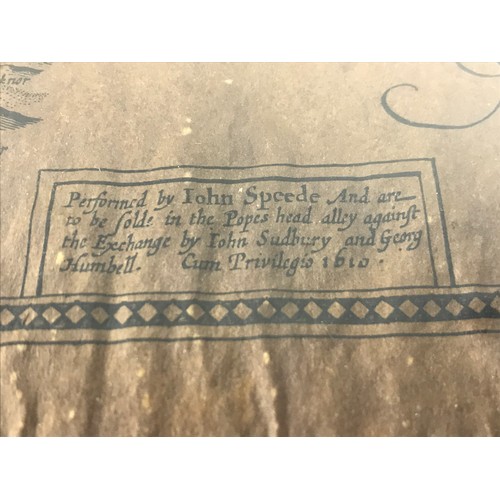 knor
r
Performed by Iohn Speede And are
to be solde in the Popes head alley against
the Exchange by Iohn Sudbury and Georg
Humbell. Cum Privilegio 1610.